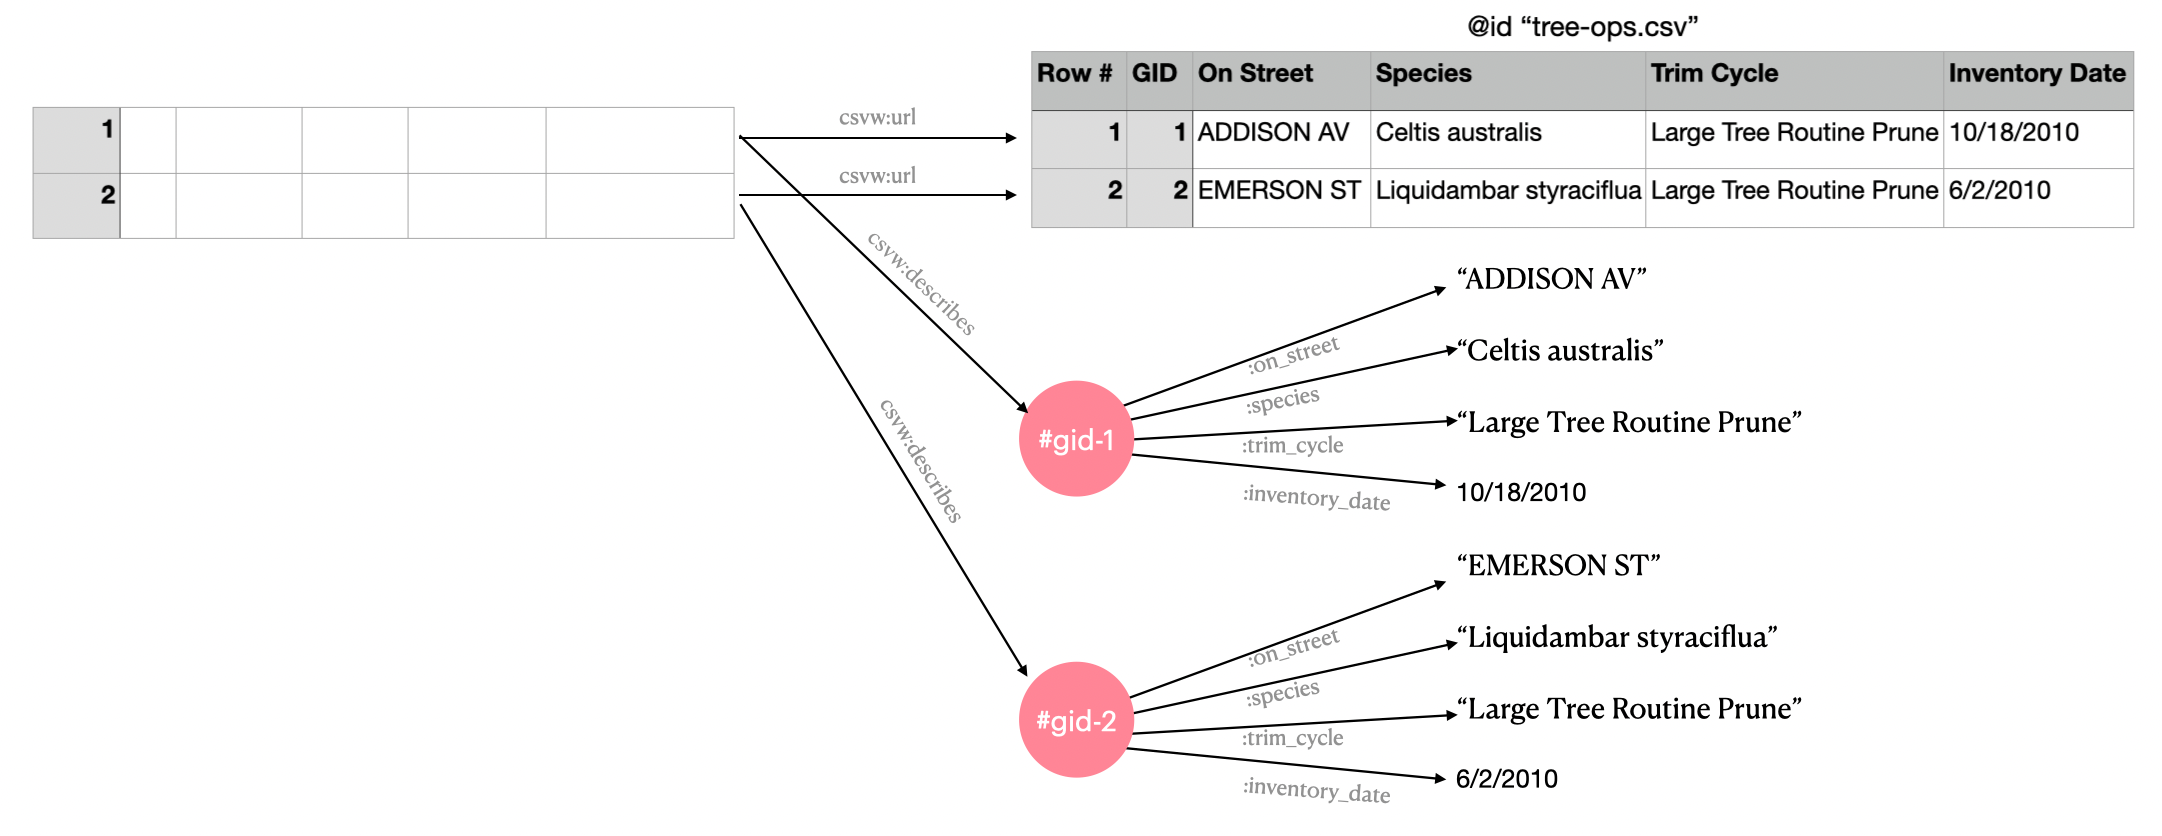 @id “tree-ops.csv”
Row # GID On Street Species Trim Cycle Inventory Date
1 1 ADDISON AV Celtis australis Large Tree Routine Prune 10/18/2010
2 2 EMERSON ST Liquidambar styraciflua Large Tree Routine Prune 6/2/2010
1
2
csvw:url
csvw:url
csvw:describes
csvw:describes
#gid-1
:on_street
“ADDISON AV”
:species
“Celtis australis”
:trim_cycle
“Large Tree Routine Prune”
:inventory_date
10/18/2010
#gid-2
:on_street
“EMERSON ST”
:species
“Liquidambar styraciflua”
:trim_cycle
“Large Tree Routine Prune”
:inventory_date
6/2/2010